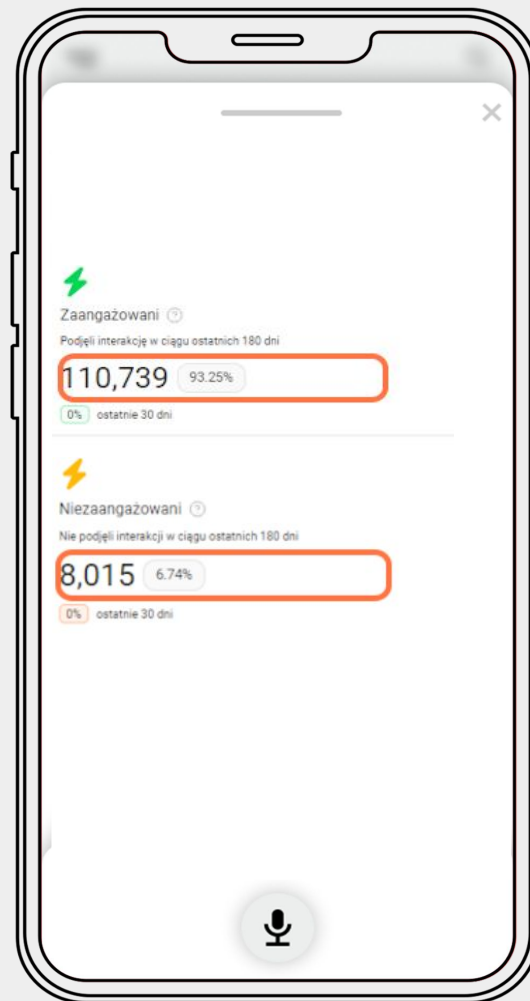 Zaangażowani
Podjęli interakcję w ciągu ostatnich 180 dni
110,739 93.25%
0% ostatnie 30 dni
Niezaangażowani
Nie podjęli interakcji w ciągu ostatnich 180 dni
8,015 6.74%
0% ostatnie 30 dni